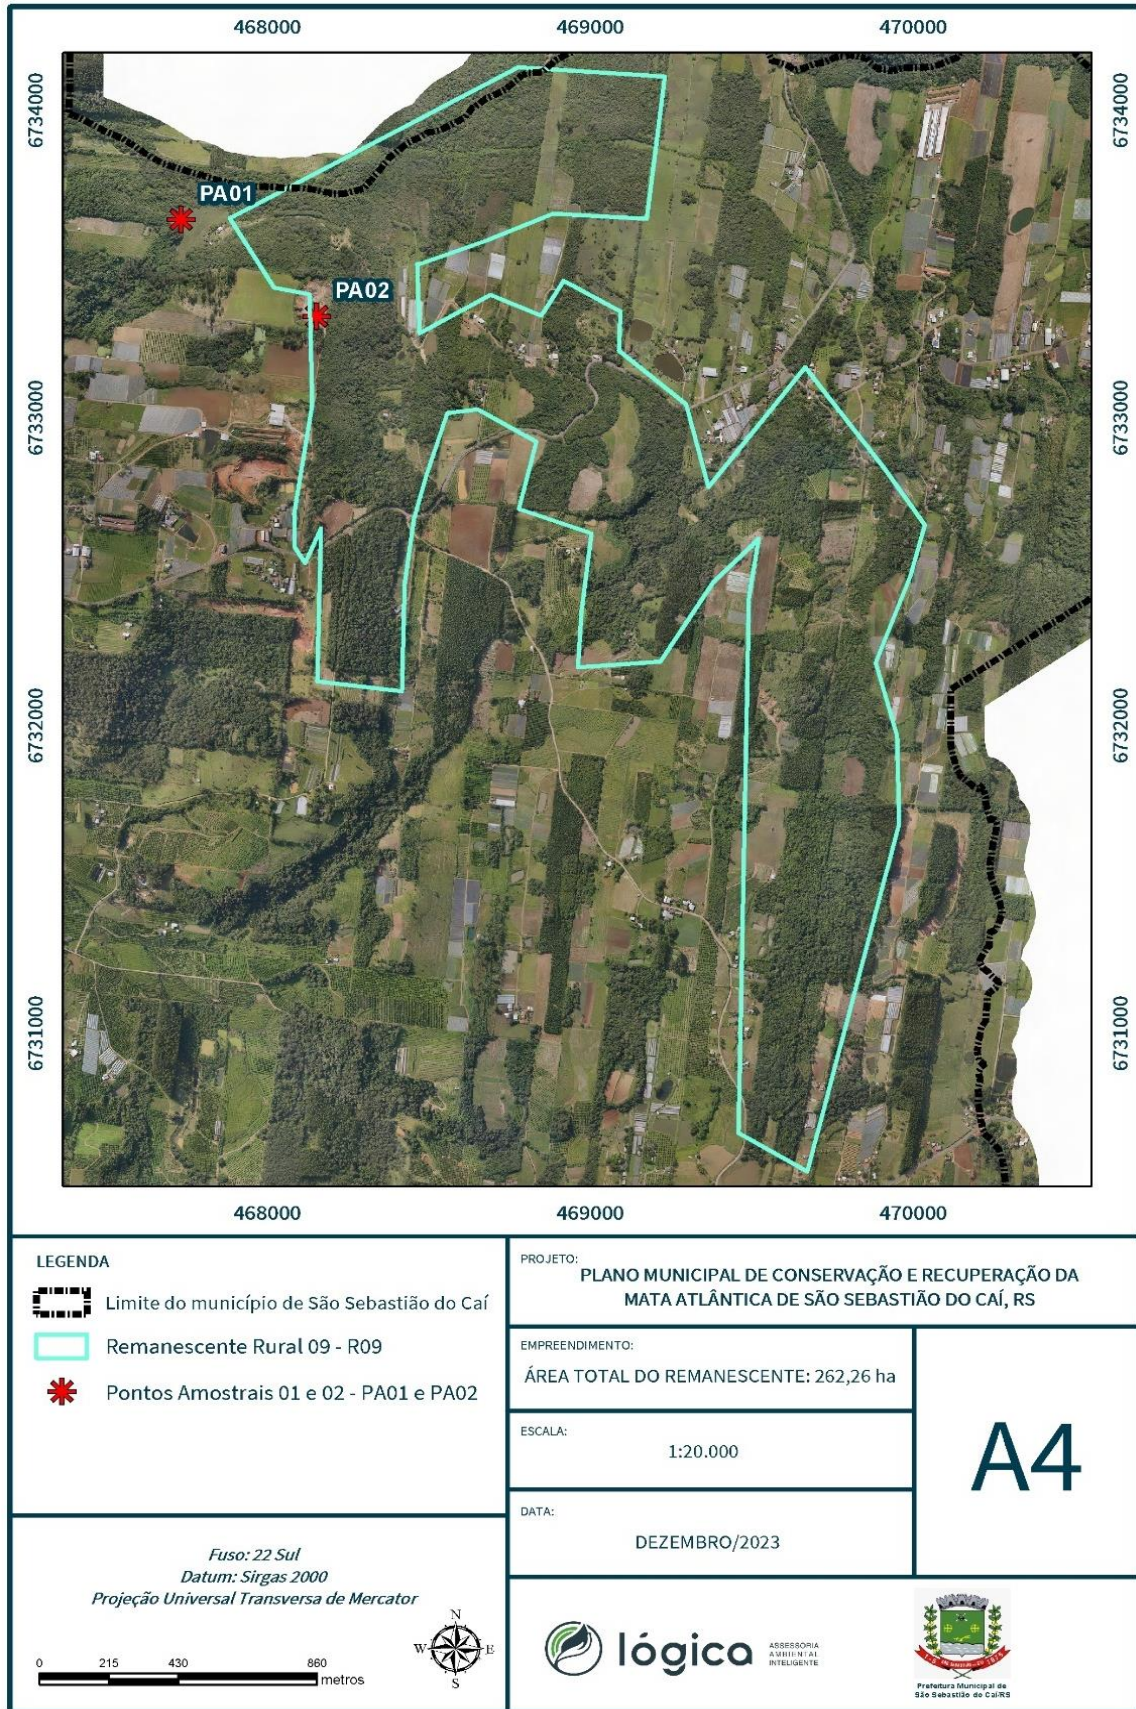 468000 469000 470000
6734000 6734000
PA01
PA02
6733000 6733000
6732000 6732000
6731000 6731000
468000 469000 470000
LEGENDA
Limite do município de São Sebastião do Caí
Remanescente Rural 09 - R09
Pontos Amostrais 01 e 02 - PA01 e PA02
PROJETO:
PLANO MUNICIPAL DE CONSERVAÇÃO E RECUPERAÇÃO DA
MATA ATLÂNTICA DE SÃO SEBASTIÃO DO CAÍ, RS
EMPREENDIMENTO:
ÁREA TOTAL DO REMANESCENTE: 262,26 ha
ESCALA:
1:20.000
DATA:
DEZEMBRO/2023
A4
Fuso: 22 Sul
Datum: Sirgas 2000
Projeção Universal Transversa de Mercator
N
W E
S
0 215 430 860
metros
lógica
ASSESSORIA
AMBIENTAL
INTELIGENTE
Prefeitura Municipal de
São Sebastião do Caí/RS